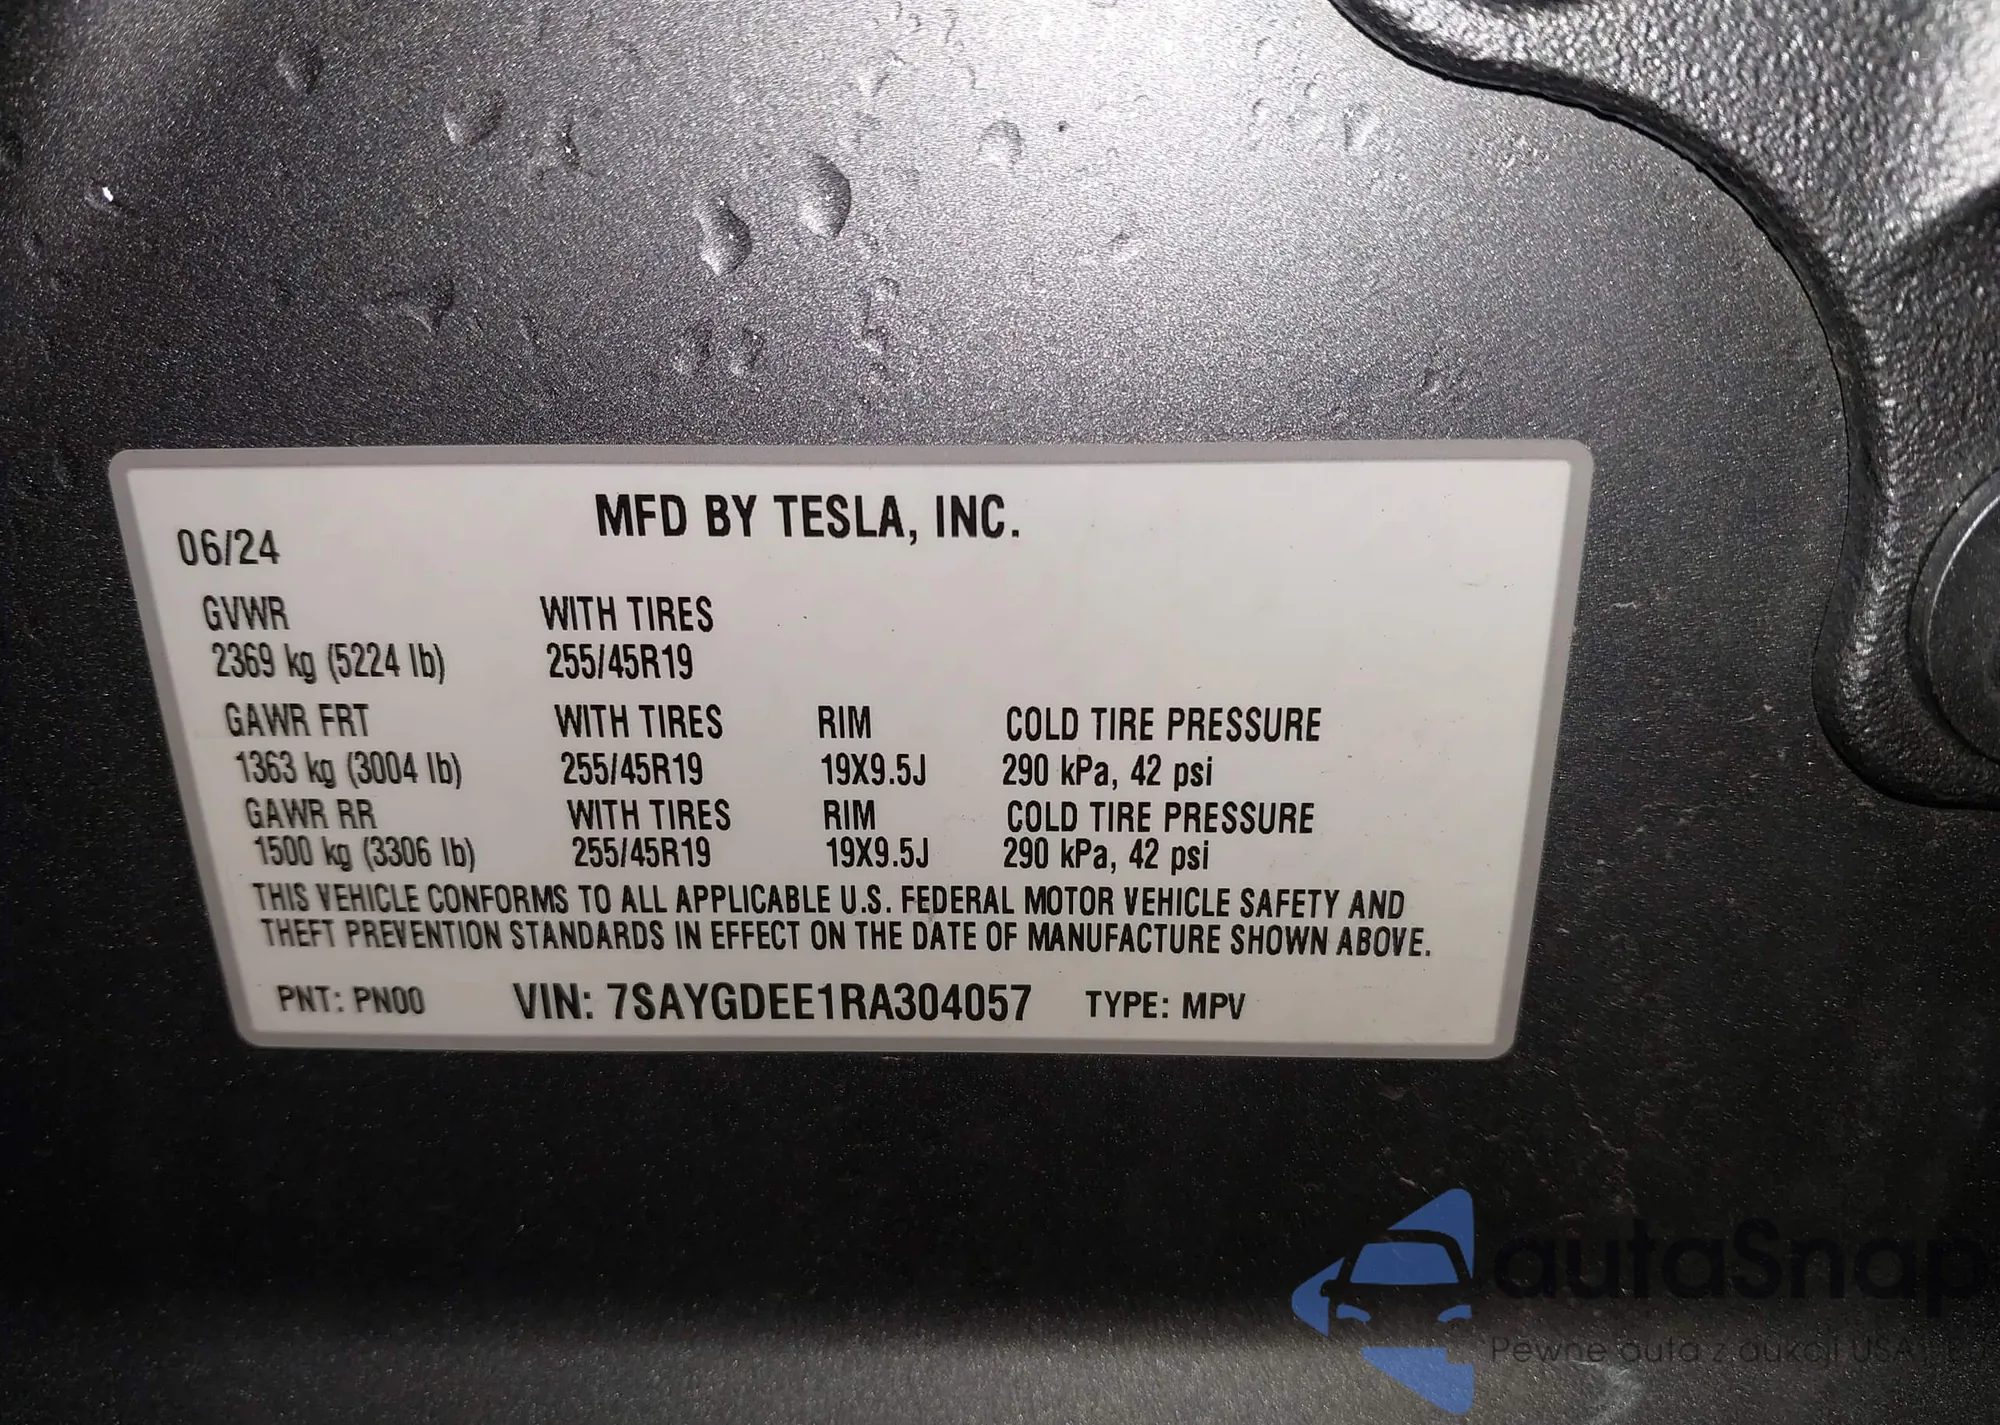 MFD BY TESLA, INC.
06/24
GVWR WITH TIRES
2369 kg (5224 lb) 255/45R19
GAWR FRT WITH TIRES RIM COLD TIRE PRESSURE
1363 kg (3004 lb) 255/45R19 19X9.5J 290 kPa, 42 psi
GAWR RR WITH TIRES RIM COLD TIRE PRESSURE
1500 kg (3306 lb) 255/45R19 19X9.5J 290 kPa, 42 psi
THIS VEHICLE CONFORMS TO ALL APPLICABLE U.S. FEDERAL MOTOR VEHICLE SAFETY AND
THEFT PREVENTION STANDARDS IN EFFECT ON THE DATE OF MANUFACTURE SHOWN ABOVE.
PNT: PN00 VIN: 7SAYGDEE1RA304057 TYPE: MPV
autaSnap
Pewne auta z aukcji USA